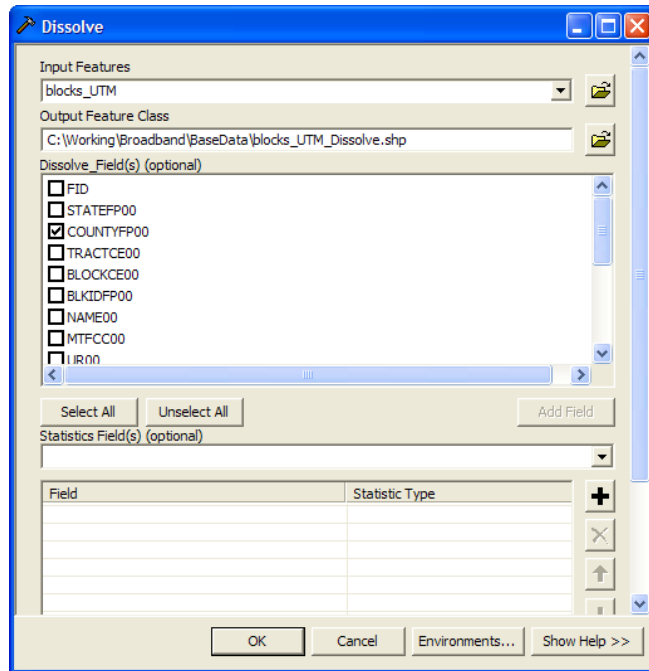 Dissolve
Input Features
blocks_UTM
Output Feature Class
C:\Working\Broadband\BaseData\blocks_UTM_Dissolve.shp
Dissolve_Field(s) (optional)
FID
STATEFP00
COUNTYFP00
TRACTCE00
BLOCKCE00
BLKIDFP00
NAME00
MTFCC00
UR00
Select All Unselect All Add Field
Statistics Field(s) (optional)
Field Statistic Type
OK Cancel Environments... Show Help >>